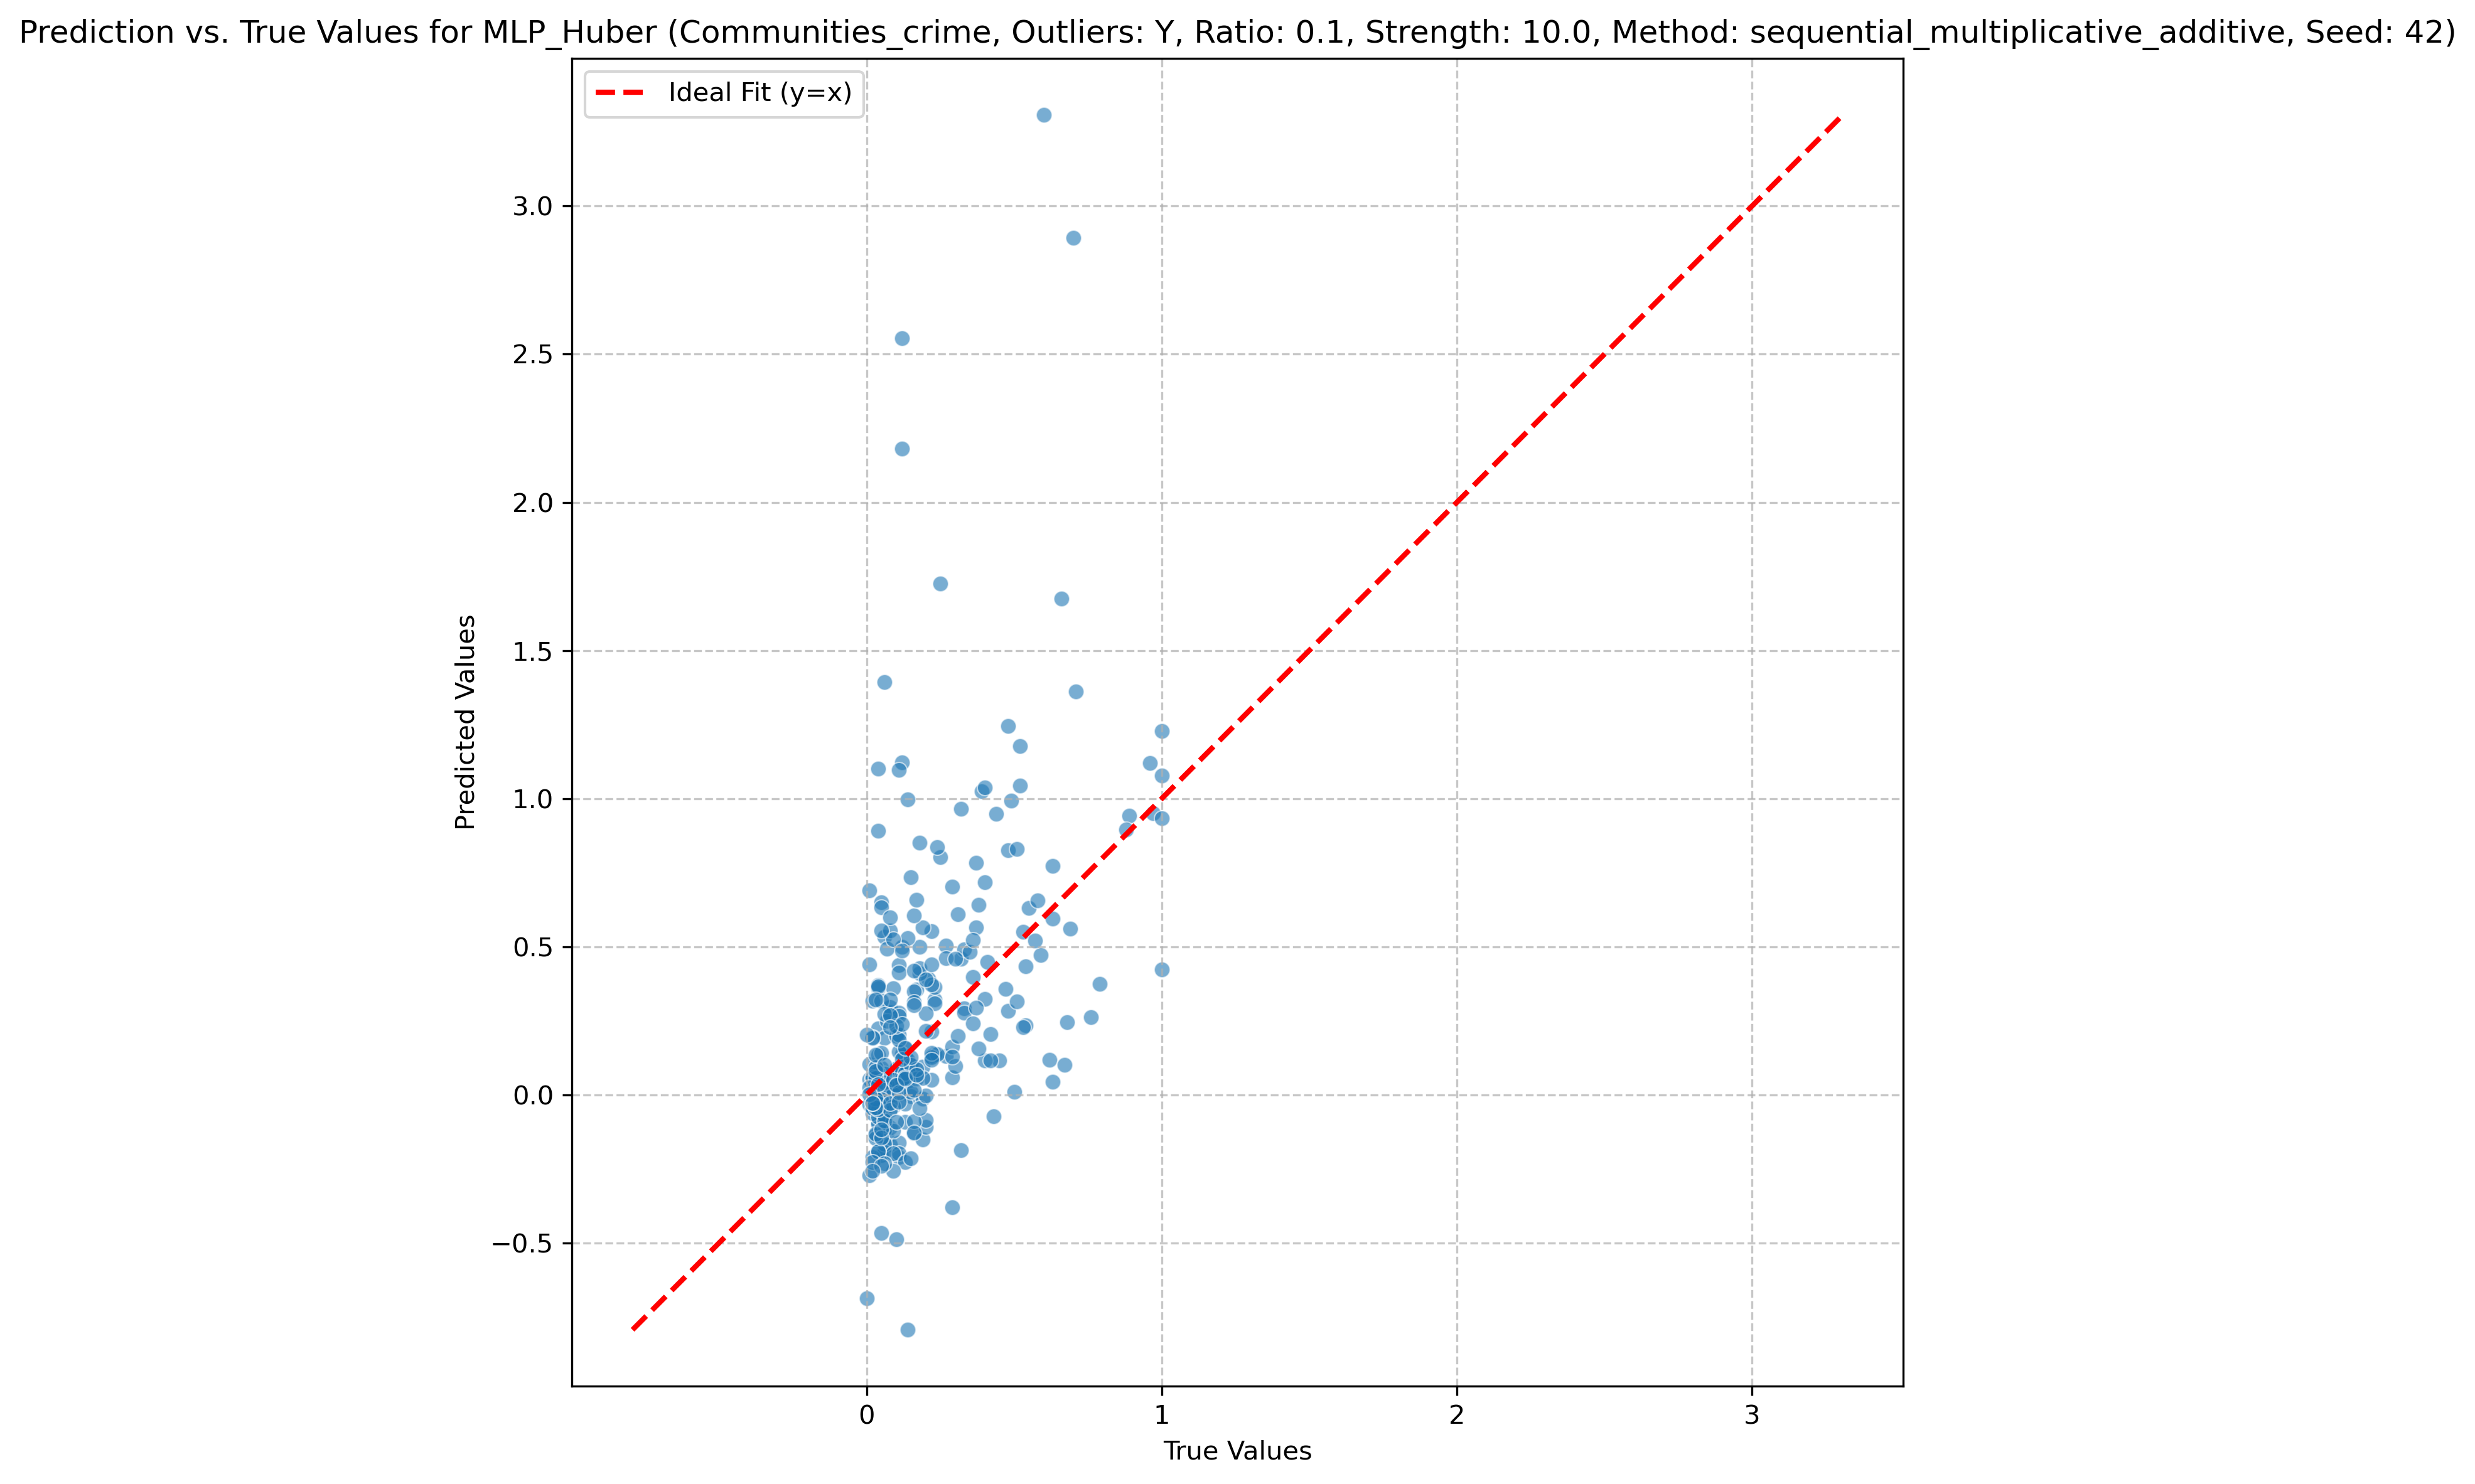 Prediction vs. True Values for MLP_Huber (Communities_crime, Outliers: Y, Ratio: 0.1, Strength: 10.0, Method: sequential_multiplicative_additive, Seed: 42)
Ideal Fit (y=x)
Predicted Values
3.0
2.5
2.0
1.5
1.0
0.5
0.0
−0.5
0 1 2 3
True Values